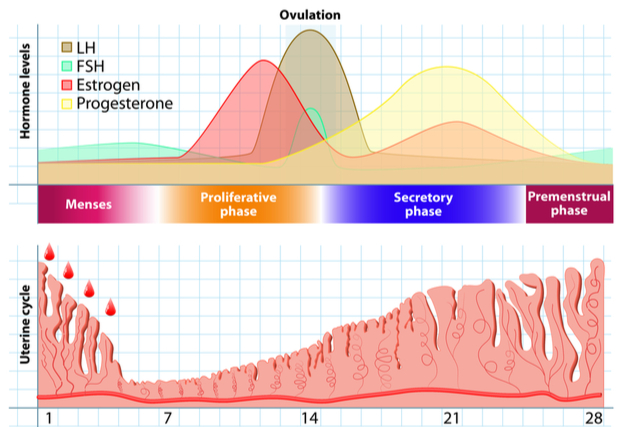 Ovulation
Hormone levels
LH
FSH
Estrogen
Progesterone
Menses
Proliferative
phase
Secretory
phase
Premenstrual
phase
Uterine cycle
1 7 14 21 28